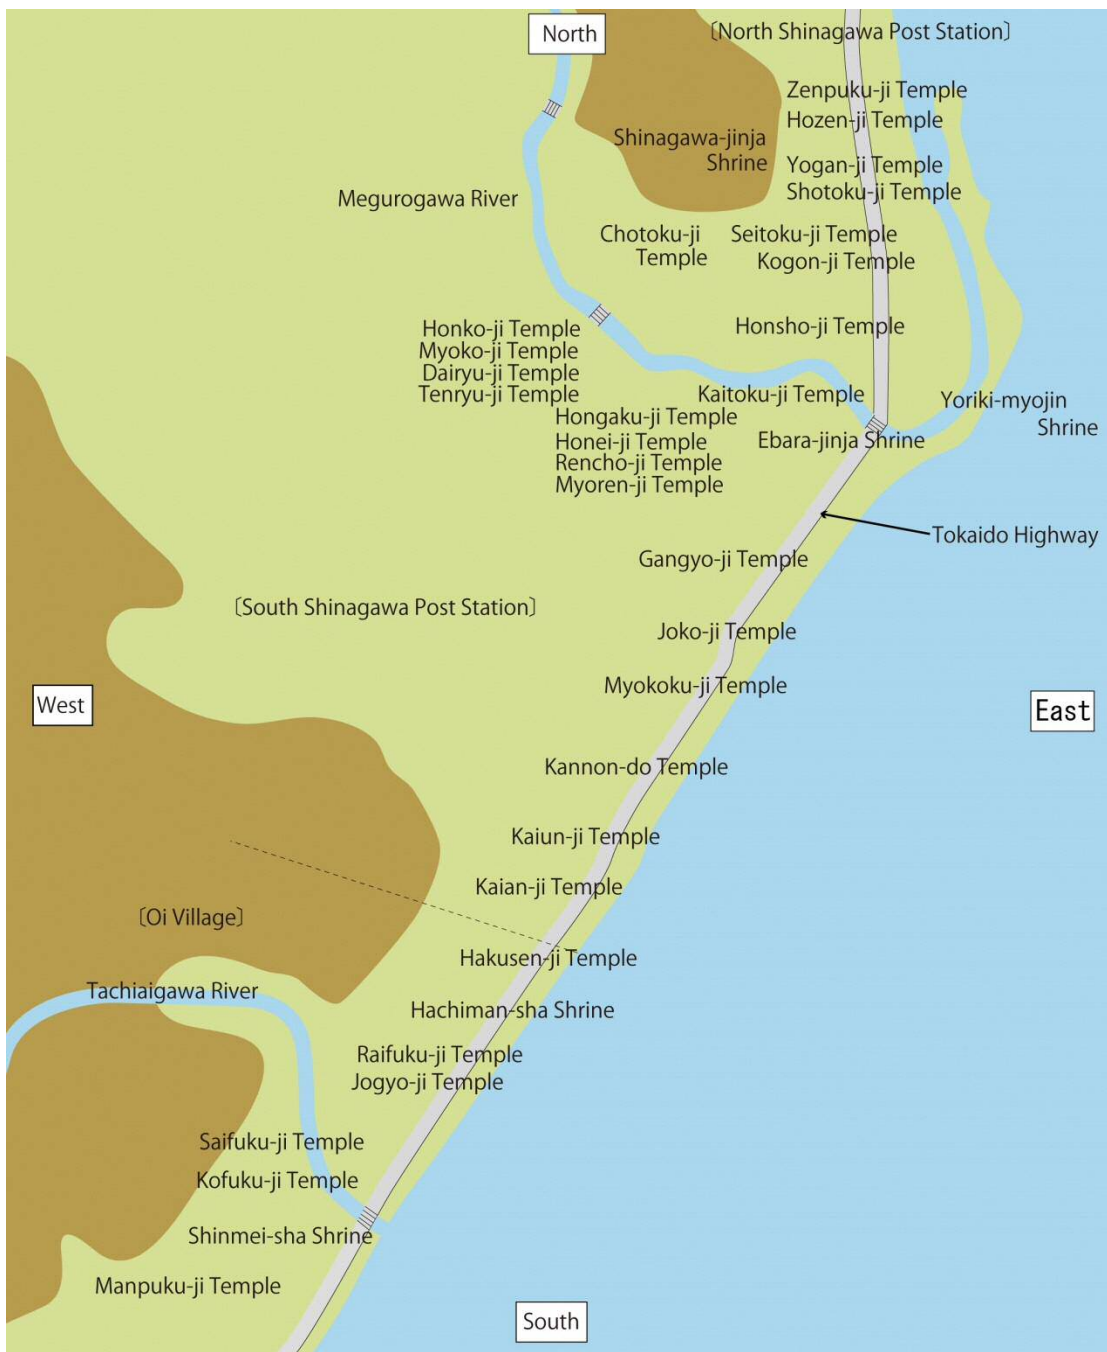 North
〔North Shinagawa Post Station〕
Zenpuku-ji Temple
Hozen-ji Temple
Shinagawa-jinja
Shrine
Yogan-ji Temple
Shotoku-ji Temple
Megurogawa River
Chotoku-ji
Temple
Seitoku-ji Temple
Kogon-ji Temple
Honko-ji Temple
Myoko-ji Temple
Dairyu-ji Temple
Tenryu-ji Temple
Honsho-ji Temple
Kaitoku-ji Temple
Yoriki-myojin
Shrine
Hongaku-ji Temple
Honei-ji Temple
Rencho-ji Temple
Myoren-ji Temple
Ebara-jinja Shrine
Tokaido Highway
Gangyo-ji Temple
〔South Shinagawa Post Station〕
Joko-ji Temple
Myokoku-ji Temple
West
East
Kannon-do Temple
Kaiun-ji Temple
Kaian-ji Temple
〔Oi Village〕
Hakusen-ji Temple
Tachiaigawa River
Hachiman-sha Shrine
Raifuku-ji Temple
Jogyo-ji Temple
Saifuku-ji Temple
Kofuku-ji Temple
Shinmei-sha Shrine
Manpuku-ji Temple
South